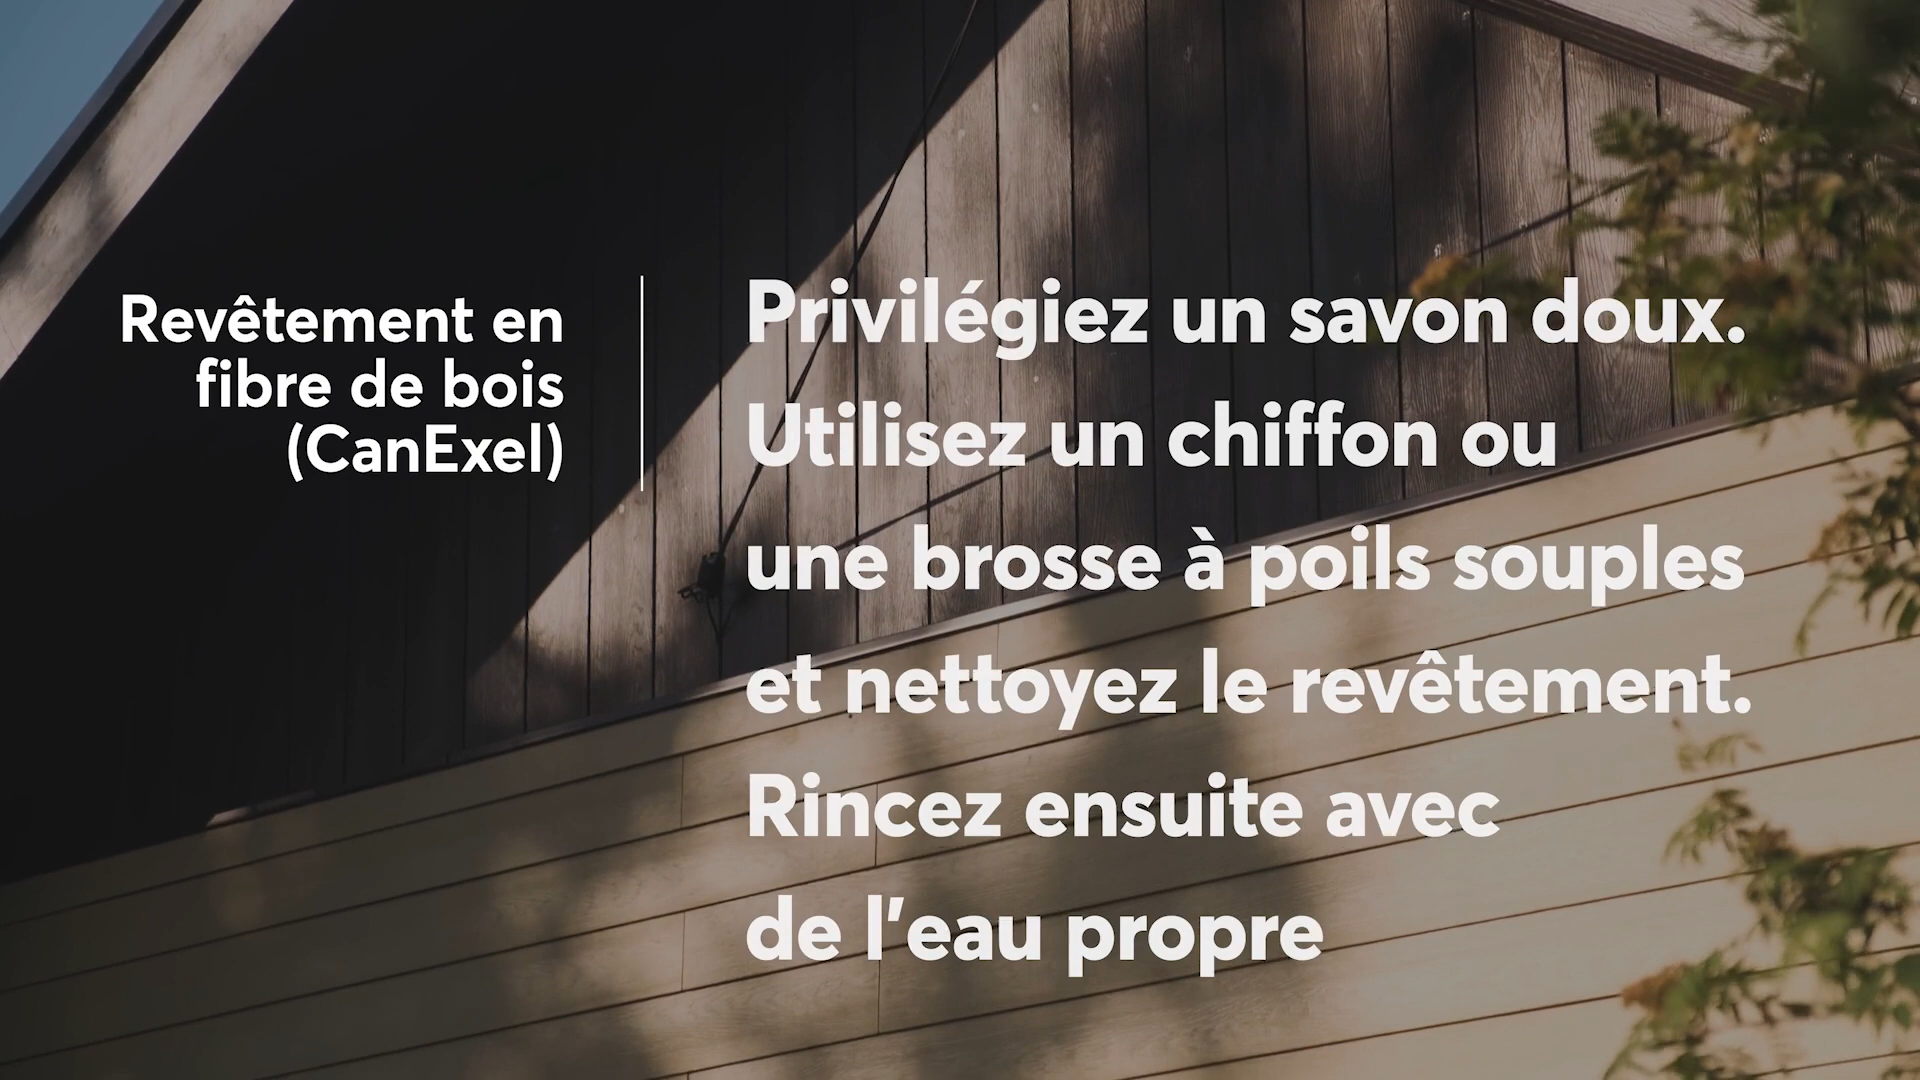 Revêtement en
fibre de bois
(CanExel)
Privilégiez un savon doux.
Utilisez un chiffon ou
une brosse à poils souples
et nettoyez le revêtement.
Rincez ensuite avec
de l'eau propre